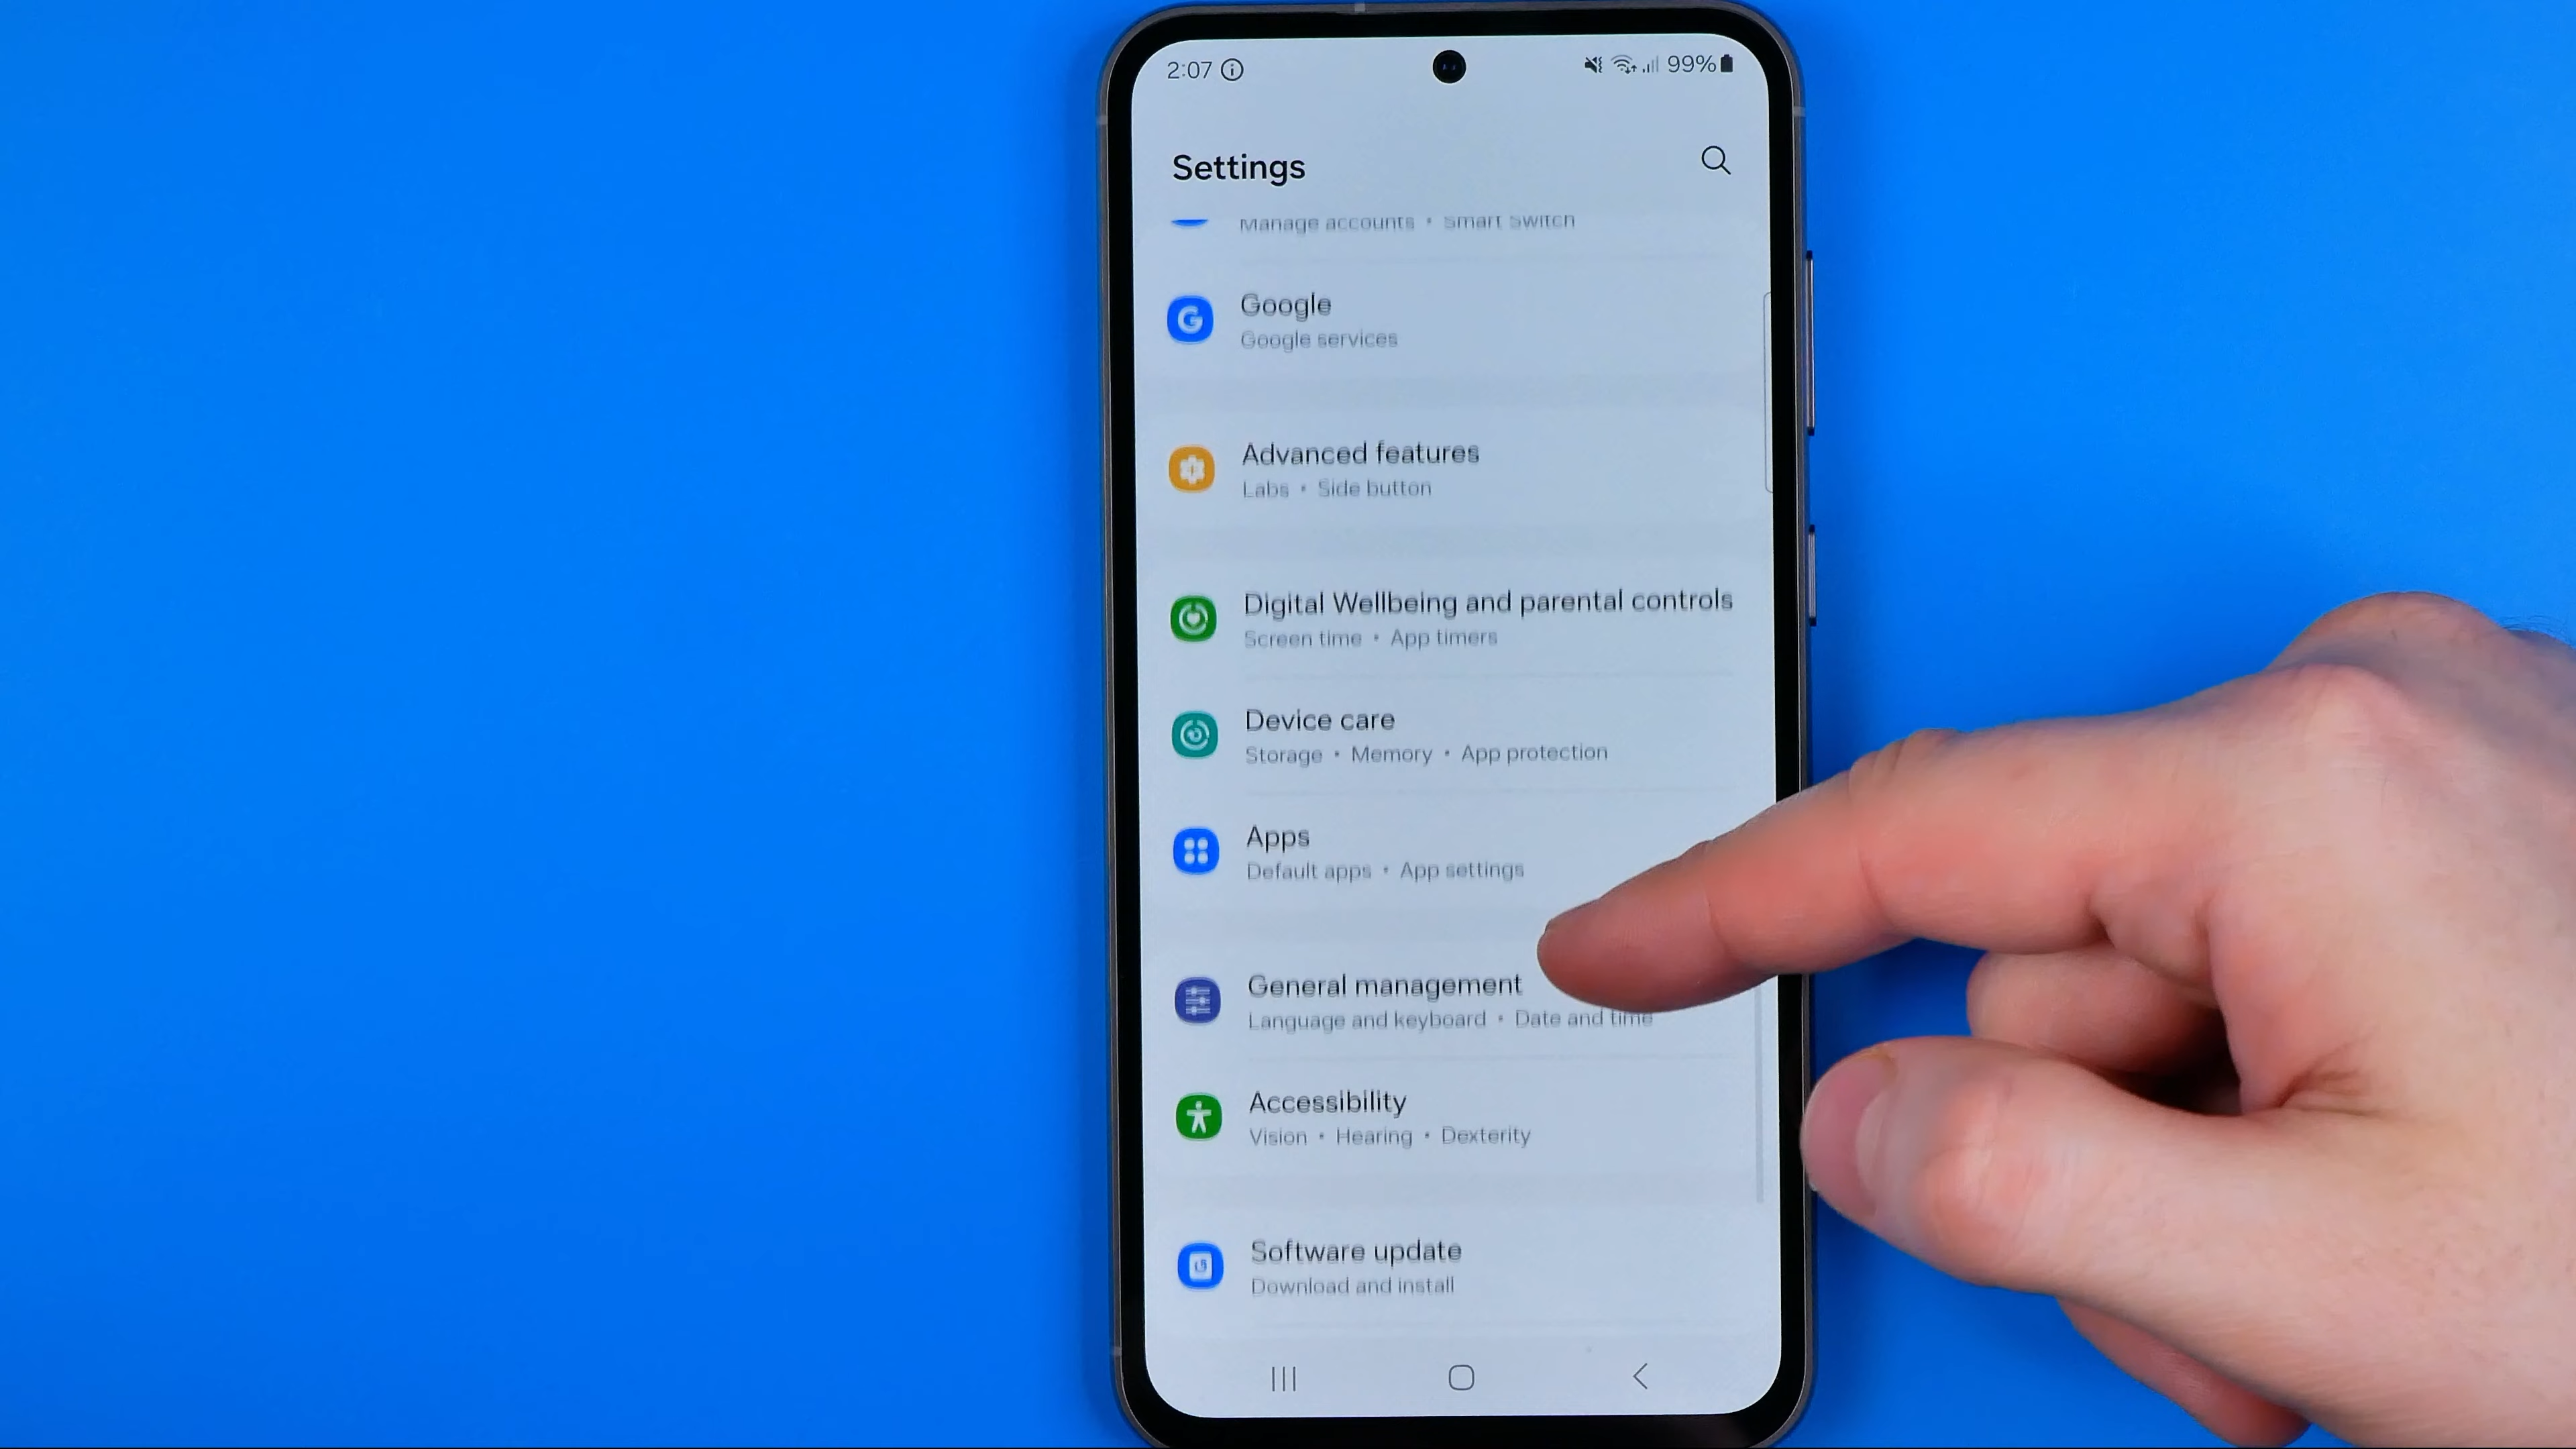 2:07 99%
Settings
Manage accounts • Smart Switch
Google
Google services
Advanced features
Labs • Side button
Digital Wellbeing and parental controls
Screen time • App timers
Device care
Storage • Memory • App protection
Apps
Default apps • App settings
General management
Language and keyboard • Date and time
Accessibility
Vision • Hearing • Dexterity
Software update
Download and install